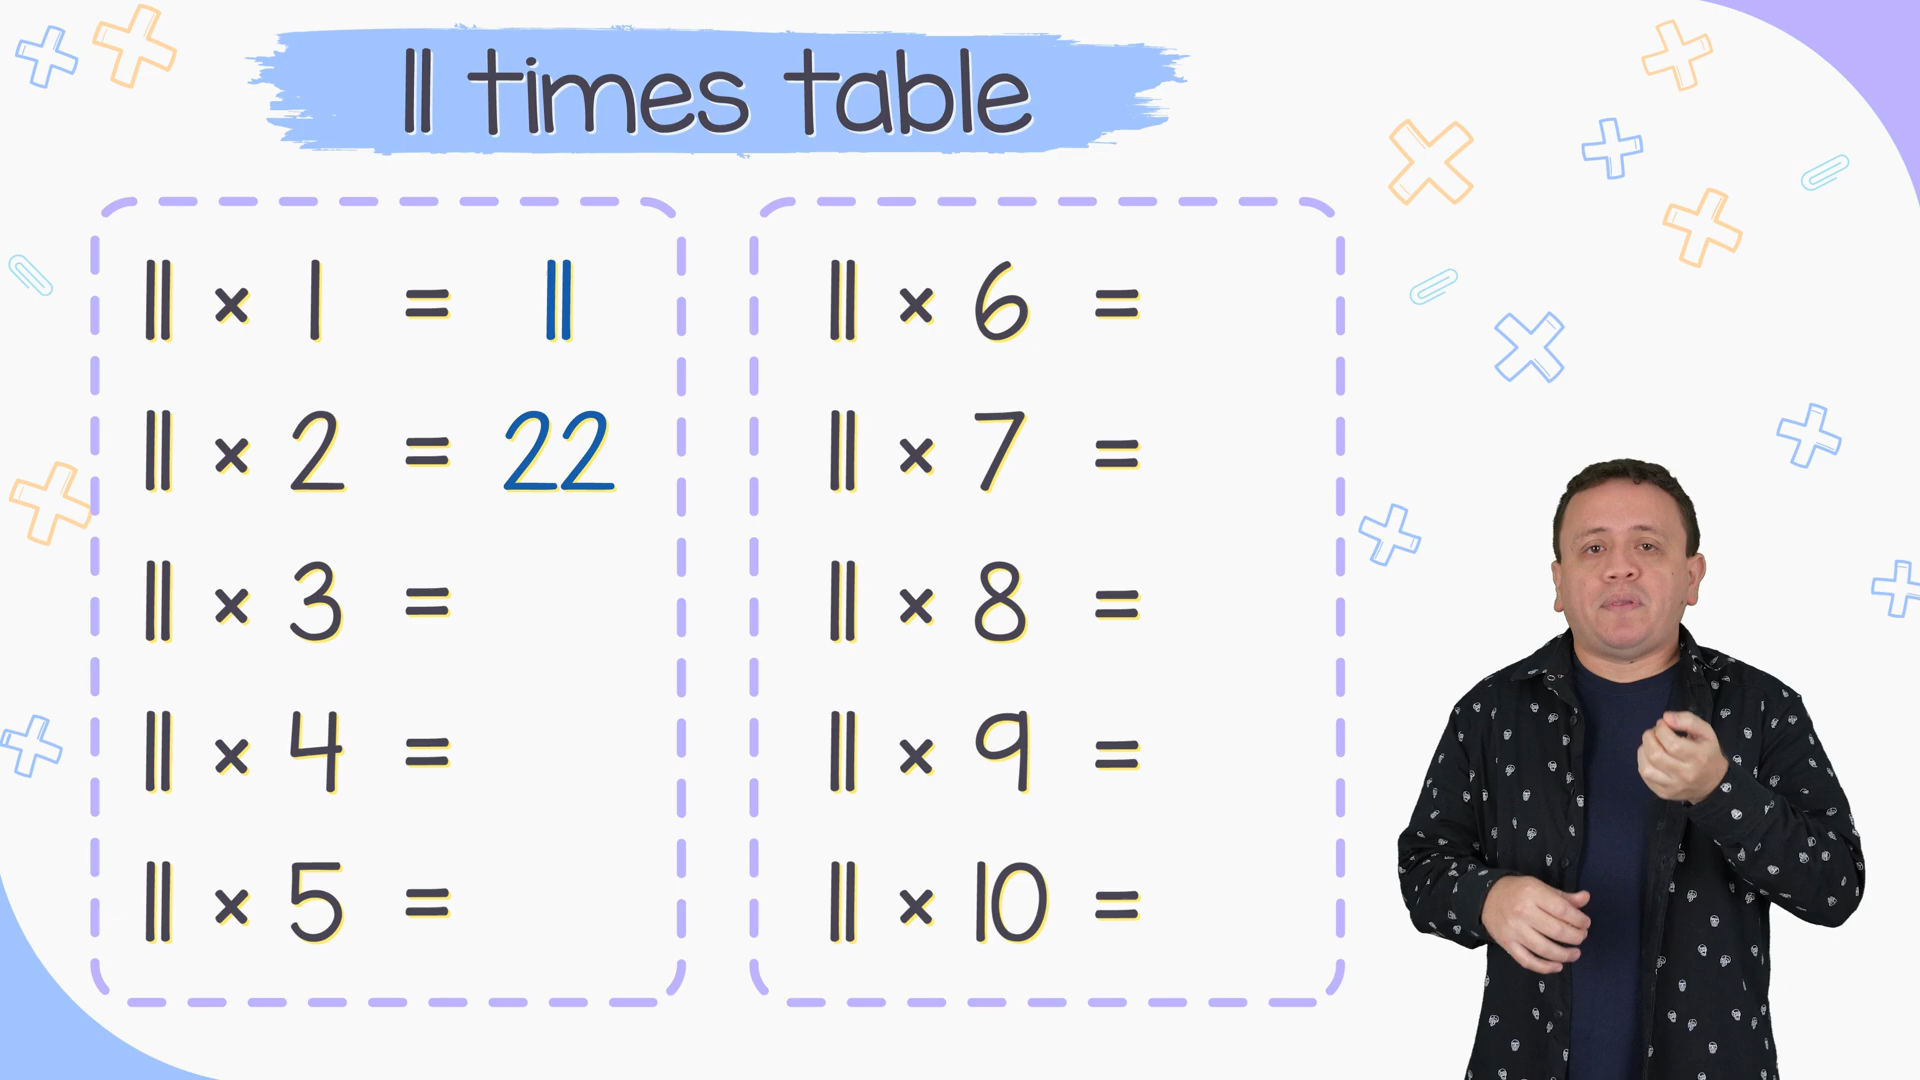 11 times table
11 × 1 = 11
11 × 2 = 22
11 × 3 =
11 × 4 =
11 × 5 =
11 × 6 =
11 × 7 =
11 × 8 =
11 × 9 =
11 × 10 =